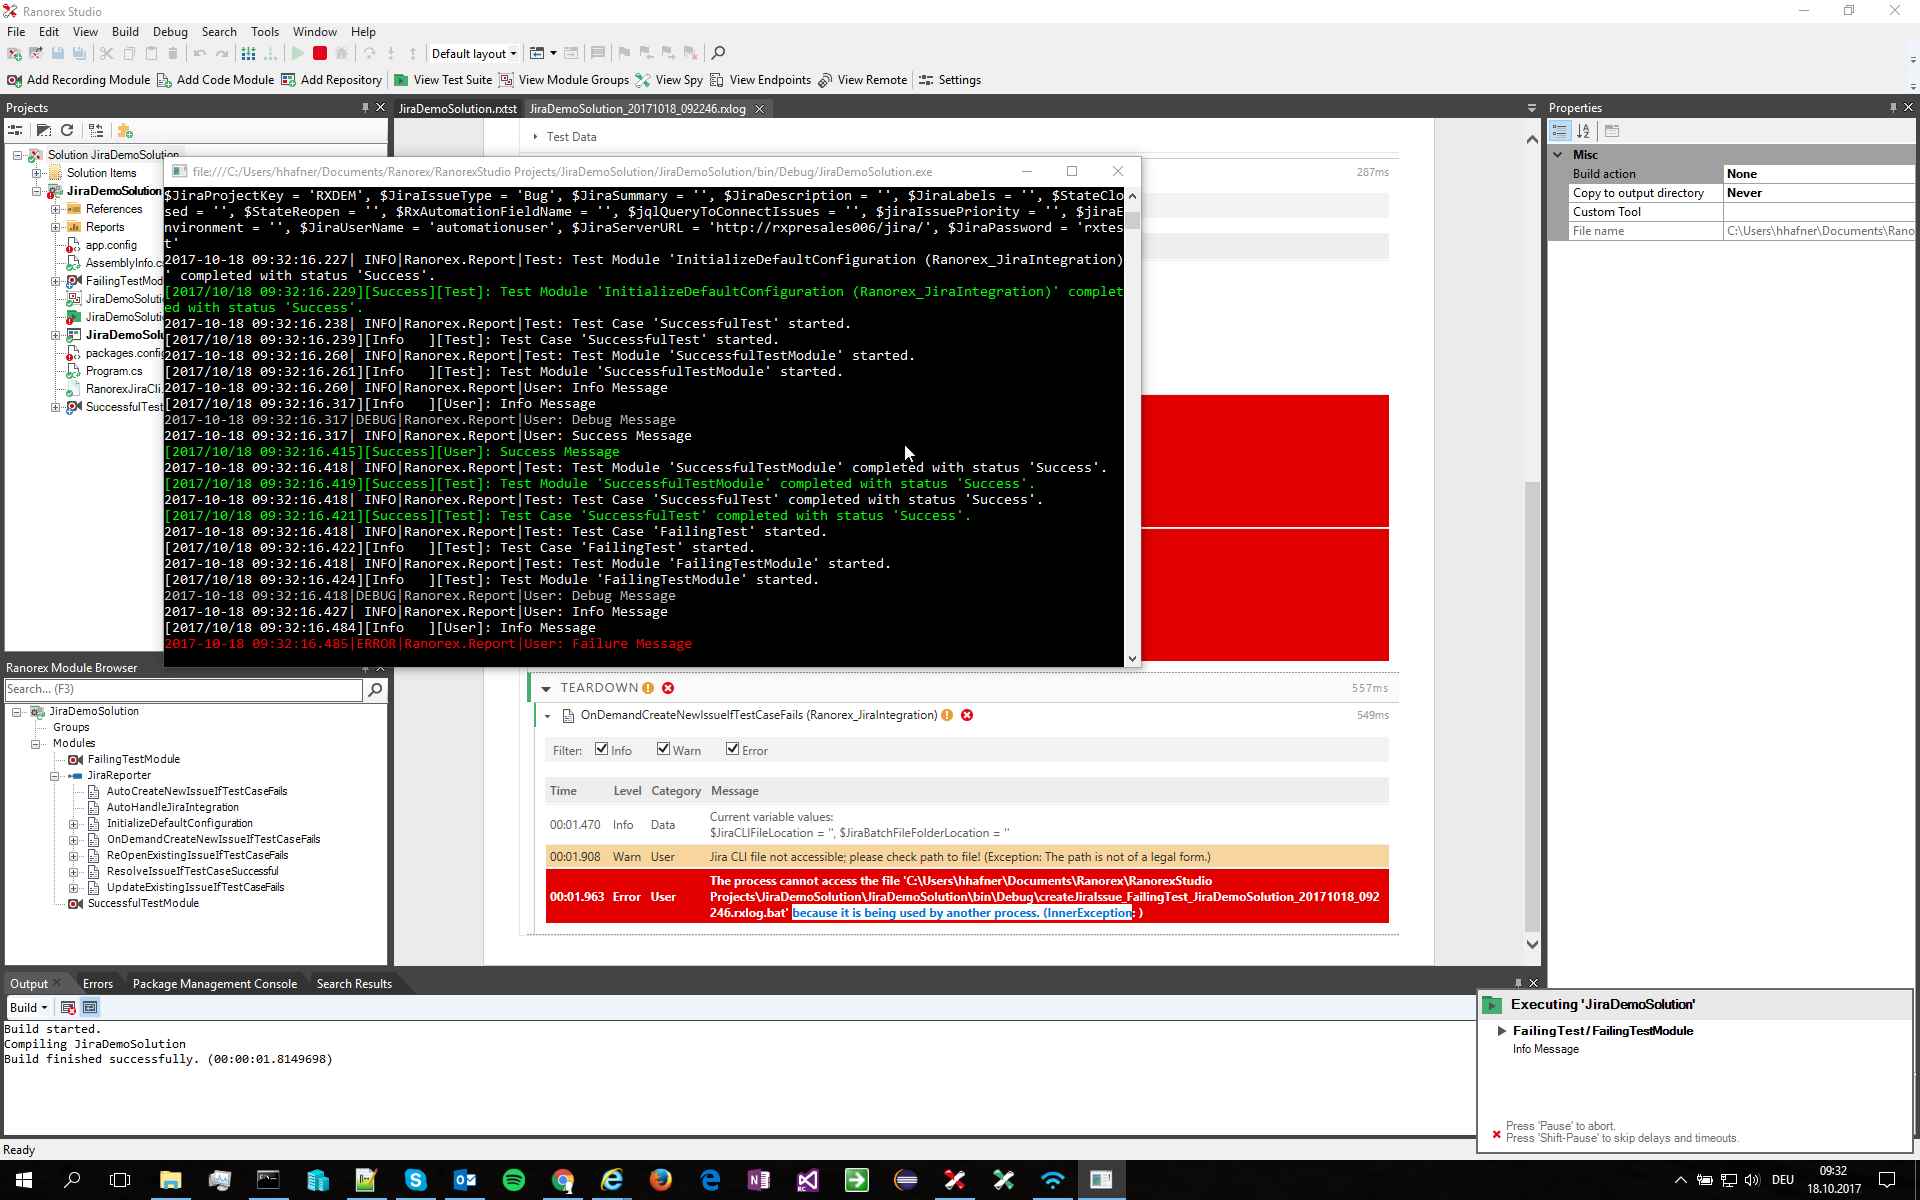 Ranorex Studio
File Edit View Build Debug Search Tools Window Help
Default layout
Add Recording Module Add Code Module Add Repository View Test Suite View Module Groups View Spy View Endpoints View Remote Settings
Projects
Solution JiraDemoSolution
Solution Items
JiraDemoSolution
References
Reports
app.config
AssemblyInfo.c
FailingTestMod
JiraDemoSoluti
JiraDemoSoluti
JiraDemoSolu
packages.config
Program.cs
RanorexJiraCli.
SuccessfulTest
JiraDemoSolution.rxtst JiraDemoSolution_20171018_092246.rxlog
Test Data
287ms
file:///C:/Users/hhafner/Documents/Ranorex/RanorexStudio Projects/JiraDemoSolution/JiraDemoSolution/bin/Debug/JiraDemoSolution.exe
$JiraProjectKey = 'RXDEM', $JiraIssueType = 'Bug', $JiraSummary = '', $JiraDescription = '', $JiraLabels = '', $StateClo
sed = '', $StateReopen = '', $RxAutomationFieldName = '', $jqlQueryToConnectIssues = '', $jiraIssuePriority = '', $jiraE
nvironment = '', $JiraUserName = 'automationuser', $JiraServerURL = 'http://rxpresales006/jira/', $JiraPassword = 'rxtes
t'
2017-10-18 09:32:16.227| INFO|Ranorex.Report|Test: Test Module 'InitializeDefaultConfiguration (Ranorex_JiraIntegration)
' completed with status 'Success'.
[2017/10/18 09:32:16.229][Success][Test]: Test Module 'InitializeDefaultConfiguration (Ranorex_JiraIntegration)' complet
ed with status 'Success'.
2017-10-18 09:32:16.238| INFO|Ranorex.Report|Test: Test Case 'SuccessfulTest' started.
[2017/10/18 09:32:16.239][Info   ][Test]: Test Case 'SuccessfulTest' started.
2017-10-18 09:32:16.260| INFO|Ranorex.Report|Test: Test Module 'SuccessfulTestModule' started.
[2017/10/18 09:32:16.261][Info   ][Test]: Test Module 'SuccessfulTestModule' started.
2017-10-18 09:32:16.260| INFO|Ranorex.Report|User: Info Message
[2017/10/18 09:32:16.317][Info   ][User]: Info Message
2017-10-18 09:32:16.317|DEBUG|Ranorex.Report|User: Debug Message
2017-10-18 09:32:16.317| INFO|Ranorex.Report|User: Success Message
[2017/10/18 09:32:16.415][Success][User]: Success Message
2017-10-18 09:32:16.418| INFO|Ranorex.Report|Test: Test Module 'SuccessfulTestModule' completed with status 'Success'.
[2017/10/18 09:32:16.419][Success][Test]: Test Module 'SuccessfulTestModule' completed with status 'Success'.
2017-10-18 09:32:16.418| INFO|Ranorex.Report|Test: Test Case 'SuccessfulTest' completed with status 'Success'.
[2017/10/18 09:32:16.421][Success][Test]: Test Case 'SuccessfulTest' completed with status 'Success'.
2017-10-18 09:32:16.418| INFO|Ranorex.Report|Test: Test Case 'FailingTest' started.
[2017/10/18 09:32:16.422][Info   ][Test]: Test Case 'FailingTest' started.
2017-10-18 09:32:16.418| INFO|Ranorex.Report|Test: Test Module 'FailingTestModule' started.
[2017/10/18 09:32:16.424][Info   ][Test]: Test Module 'FailingTestModule' started.
2017-10-18 09:32:16.418|DEBUG|Ranorex.Report|User: Debug Message
2017-10-18 09:32:16.427| INFO|Ranorex.Report|User: Info Message
[2017/10/18 09:32:16.484][Info   ][User]: Info Message
2017-10-18 09:32:16.485|ERROR|Ranorex.Report|User: Failure Message
TEARDOWN 557ms
OnDemandCreateNewIssueIfTestCaseFails (Ranorex_JiraIntegration) 549ms
Filter: Info Warn Error
Time Level Category Message
00:01.470 Info Data Current variable values:
$JiraCLIFileLocation = '', $JiraBatchFileFolderLocation = ''
00:01.908 Warn User Jira CLI file not accessible; please check path to file! (Exception: The path is not of a legal form.)
00:01.963 Error User The process cannot access the file 'C:\Users\hhafner\Documents\Ranorex\RanorexStudio
Projects\JiraDemoSolution\JiraDemoSolution\bin\Debug\createJiraIssue_FailingTest_JiraDemoSolution_20171018_092
246.rxlog.bat' because it is being used by another process. (InnerException: )
Properties
Misc
Build action None
Copy to output directory Never
Custom Tool
File name C:\Users\hhafner\Documents\Rano
Ranorex Module Browser
Search... (F3)
JiraDemoSolution
Groups
Modules
FailingTestModule
JiraReporter
AutoCreateNewIssueIfTestCaseFails
AutoHandleJiraIntegration
InitializeDefaultConfiguration
OnDemandCreateNewIssueIfTestCaseFails
ReOpenExistingIssueIfTestCaseFails
ResolveIssueIfTestCaseSuccessful
UpdateExistingIssueIfTestCaseFails
SuccessfulTestModule
Output Errors Package Management Console Search Results
Build
Build started.
Compiling JiraDemoSolution
Build finished successfully. (00:00:01.8149698)
Executing 'JiraDemoSolution'
FailingTest / FailingTestModule
Info Message
Press 'Pause' to abort.
Press 'Shift-Pause' to skip delays and timeouts.
Ready
DEU
09:32
18.10.2017